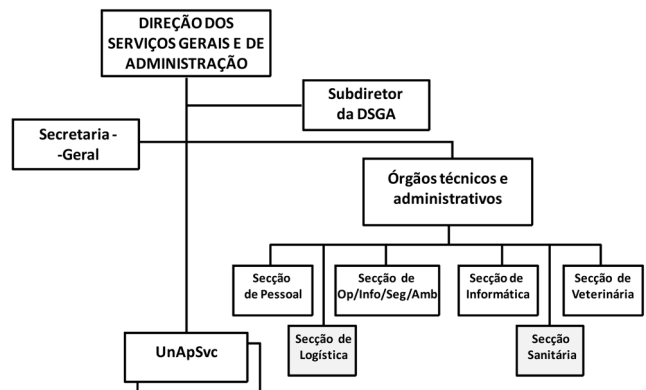 DIREÇÃO DOS
SERVIÇOS GERAIS E DE
ADMINISTRAÇÃO
Subdiretor
da DSGA
Secretaria -
-Geral
Órgãos técnicos e
administrativos
Secção
de Pessoal
Secção de
Op/Info/Seg/Amb
Secção de
Informática
Secção de
Veterinária
Secção de
Logística
Secção
Sanitária
UnApSvc